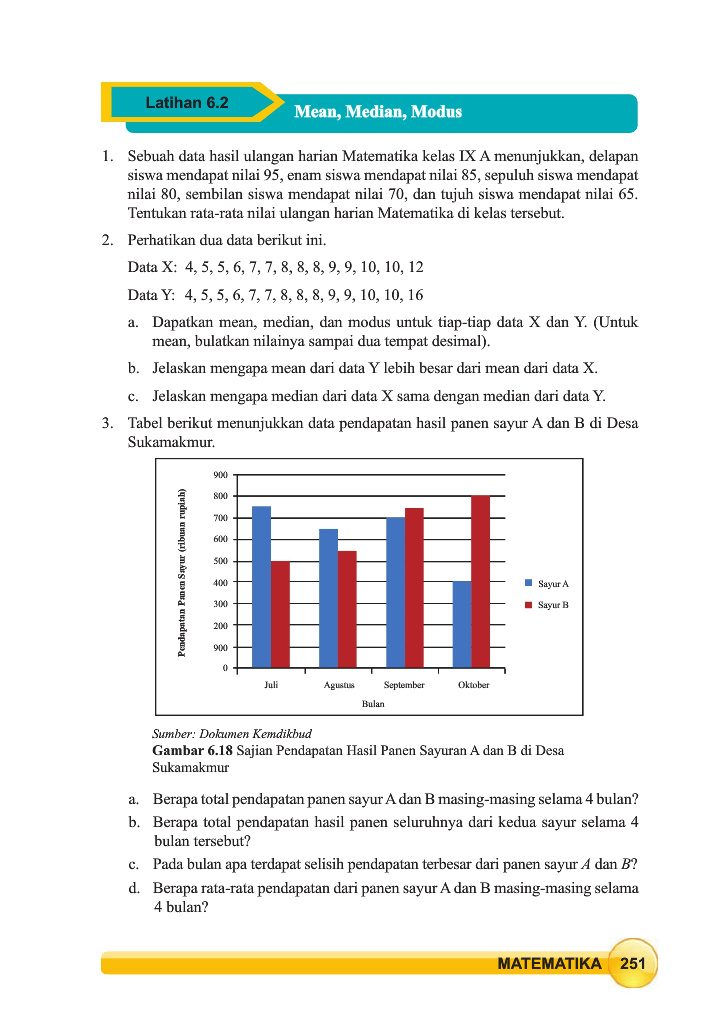 Latihan 6.2
Mean, Median, Modus
1. Sebuah data hasil ulangan harian Matematika kelas IX A menunjukkan, delapan
siswa mendapat nilai 95, enam siswa mendapat nilai 85, sepuluh siswa mendapat
nilai 80, sembilan siswa mendapat nilai 70, dan tujuh siswa mendapat nilai 65.
Tentukan rata-rata nilai ulangan harian Matematika di kelas tersebut.
2. Perhatikan dua data berikut ini.
Data X: 4, 5, 5, 6, 7, 7, 8, 8, 8, 9, 9, 10, 10, 12
Data Y: 4, 5, 5, 6, 7, 7, 8, 8, 8, 9, 9, 10, 10, 16
a. Dapatkan mean, median, dan modus untuk tiap-tiap data X dan Y. (Untuk
mean, bulatkan nilainya sampai dua tempat desimal).
b. Jelaskan mengapa mean dari data Y lebih besar dari mean dari data X.
c. Jelaskan mengapa median dari data X sama dengan median dari data Y.
3. Tabel berikut menunjukkan data pendapatan hasil panen sayur A dan B di Desa
Sukamakmur.
Pendapatan Panen Sayur (ribuan rupiah)
900
800
700
600
500
400
300
200
900
0
Juli Agustus September Oktober
Bulan
Sayur A
Sayur B
Sumber: Dokumen Kemdikbud
Gambar 6.18 Sajian Pendapatan Hasil Panen Sayuran A dan B di Desa
Sukamakmur
a. Berapa total pendapatan panen sayur A dan B masing-masing selama 4 bulan?
b. Berapa total pendapatan hasil panen seluruhnya dari kedua sayur selama 4
bulan tersebut?
c. Pada bulan apa terdapat selisih pendapatan terbesar dari panen sayur A dan B?
d. Berapa rata-rata pendapatan dari panen sayur A dan B masing-masing selama
4 bulan?
MATEMATIKA 251